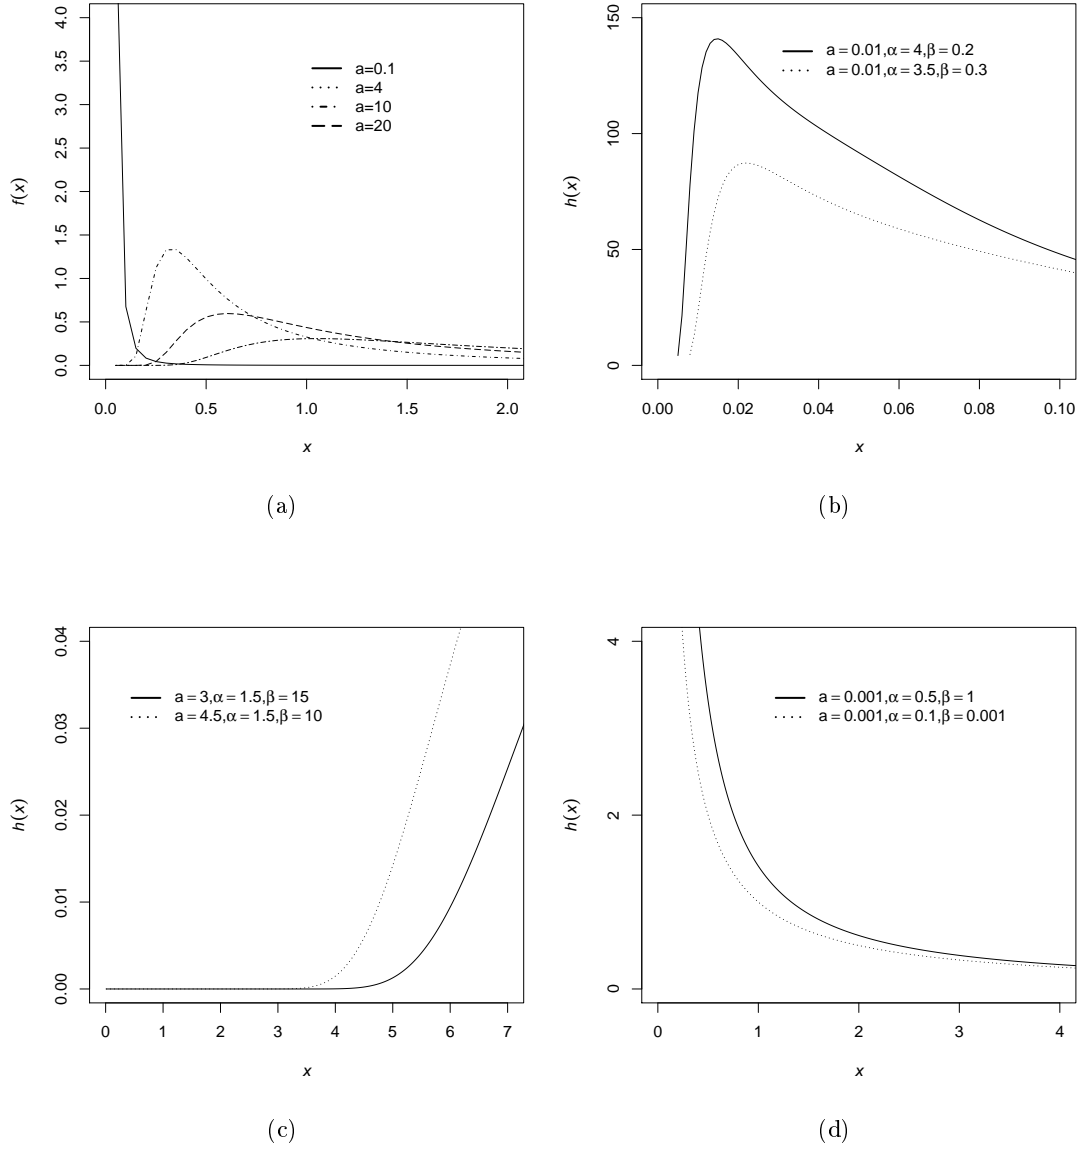 f(x)
0.0 0.5 1.0 1.5 2.0 2.5 3.0 3.5 4.0
a=0.1
a=4
a=10
a=20
0.0 0.5 1.0 1.5 2.0
x
(a)
h(x)
0 50 100 150
a = 0.01,α = 4,β = 0.2
a = 0.01,α = 3.5,β = 0.3
0.00 0.02 0.04 0.06 0.08 0.10
x
(b)
h(x)
0.00 0.01 0.02 0.03 0.04
a = 3,α = 1.5,β = 15
a = 4.5,α = 1.5,β = 10
0 1 2 3 4 5 6 7
x
(c)
h(x)
0 2 4
a = 0.001,α = 0.5,β = 1
a = 0.001,α = 0.1,β = 0.001
0 1 2 3 4
x
(d)